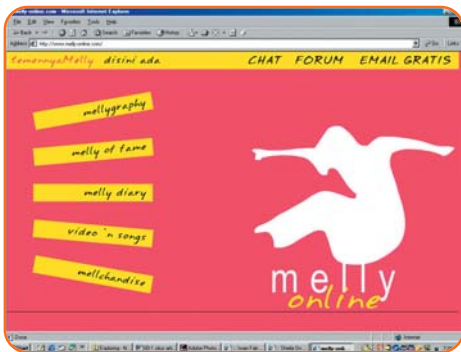 melly-online.com - Microsoft Internet Explorer
File Edit View Favorites Tools Help
Back Search Favorites History
Address http://www.melly-online.com/ Go Links
temennyaMelly disini ada CHAT FORUM EMAIL GRATIS
mellygraphy
melly of fame
melly diary
video 'n songs
mellchandise
melly
online
Done Internet